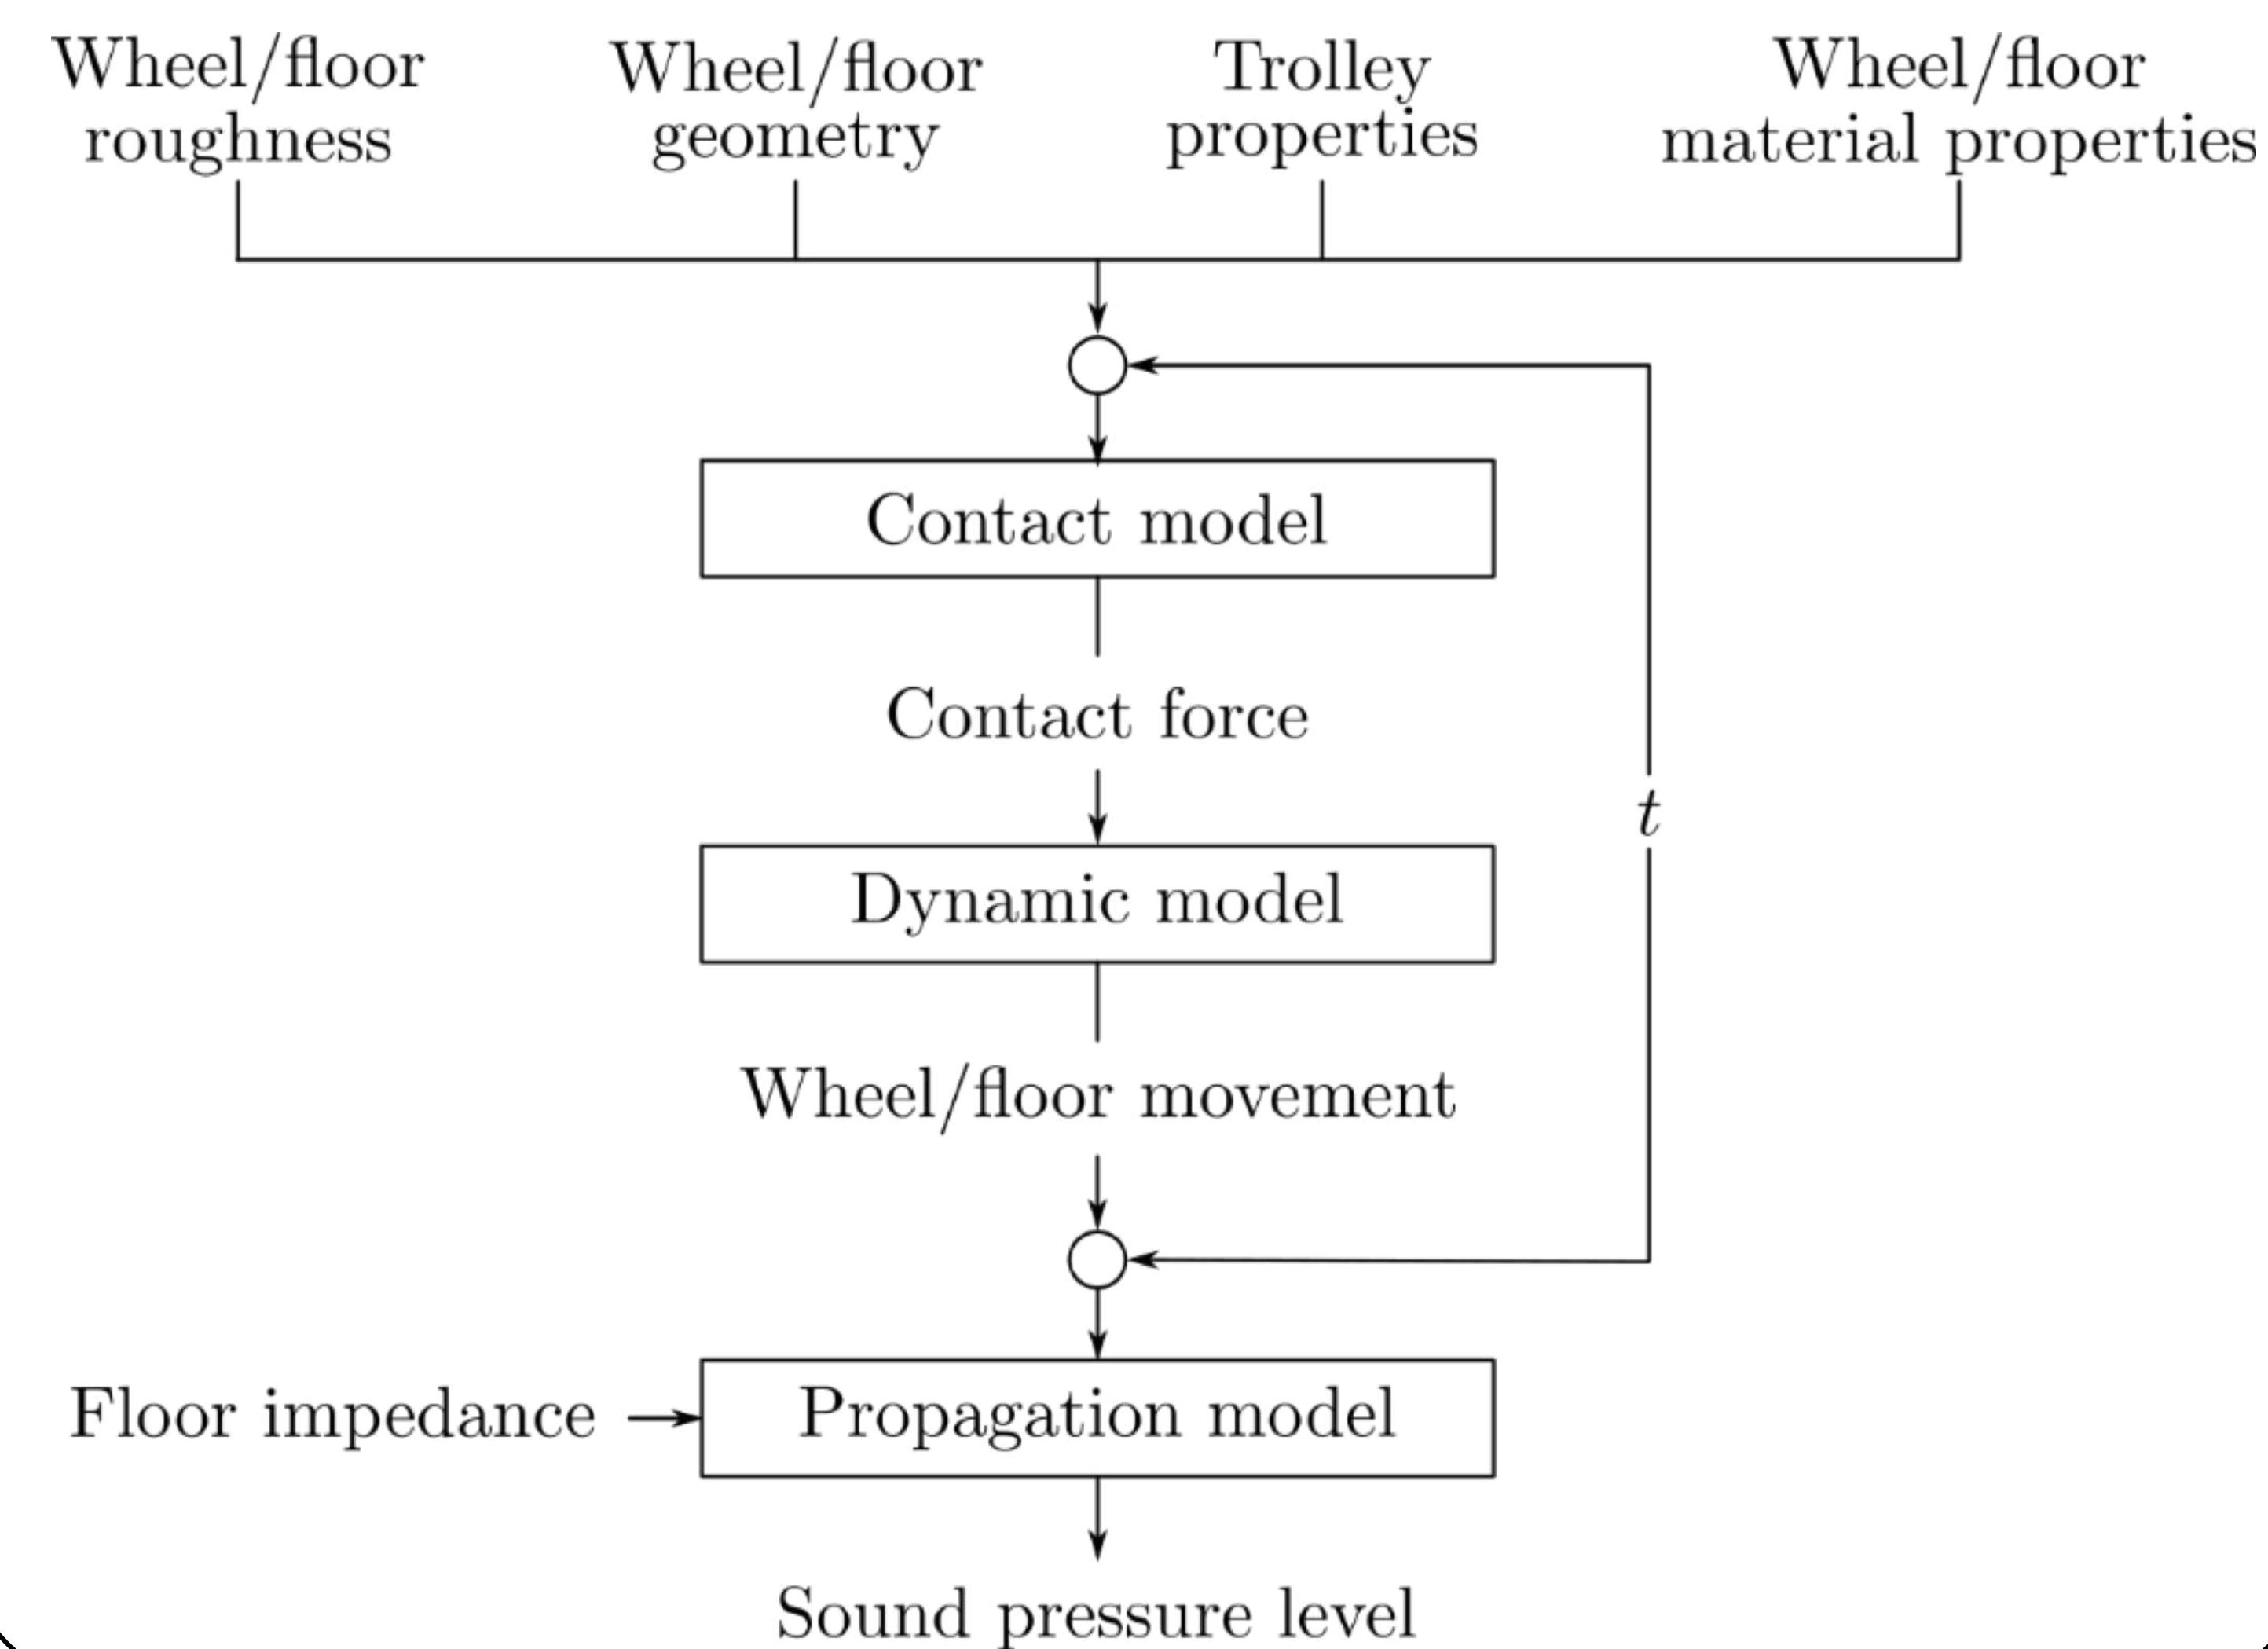 Wheel/floor
roughness
Wheel/floor
geometry
Trolley
properties
Wheel/floor
material properties
Contact model
Contact force
t
Dynamic model
Wheel/floor movement
Floor impedance
Propagation model
Sound pressure level